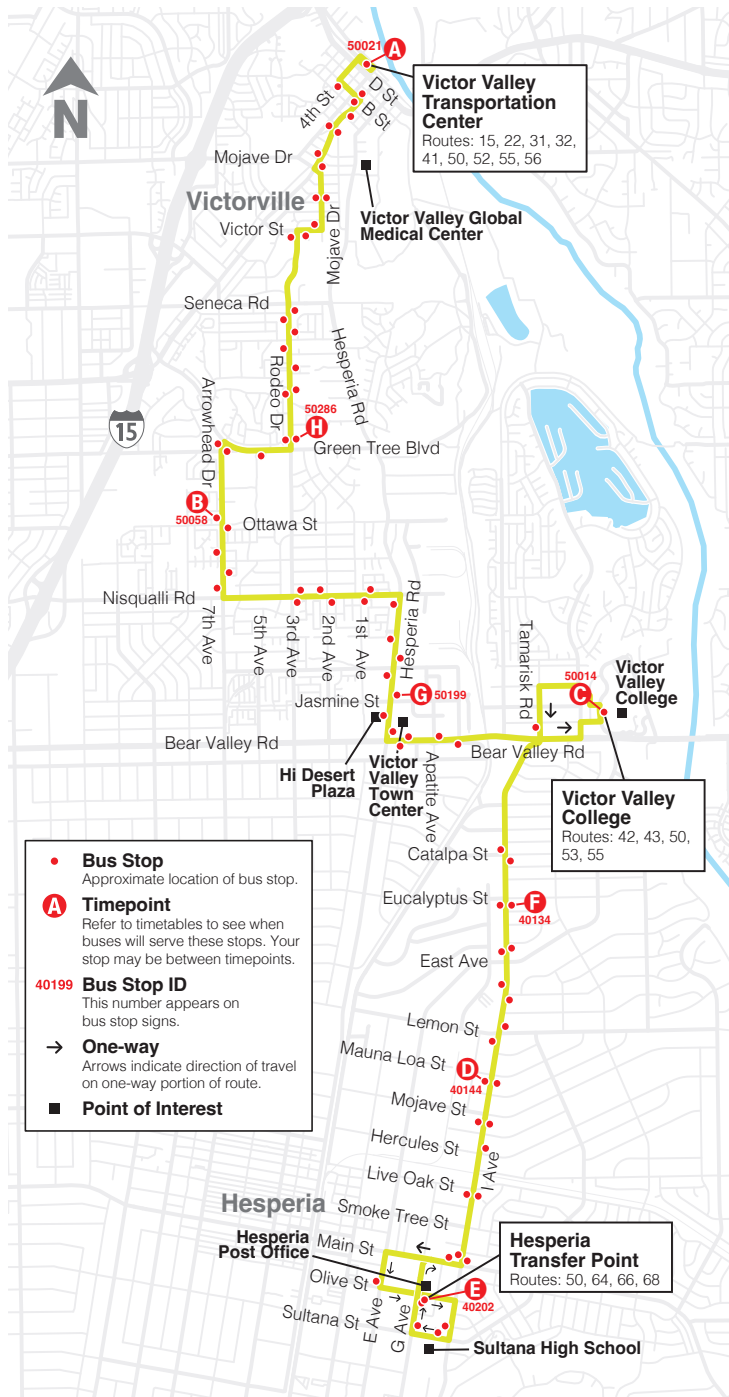 50021
A
N
4th St
D St
B St
Victor Valley
Transportation
Center
Routes: 15, 22, 31, 32,
41, 50, 52, 55, 56
Mojave Dr
Victorville
Victor St
Mojave Dr
Victor Valley Global
Medical Center
Seneca Rd
Hesperia Rd
Rodeo Dr
Arrowhead Dr
15
50286
H
Green Tree Blvd
B
50058
Ottawa St
Nisqualli Rd
7th Ave
5th Ave
3rd Ave
2nd Ave
1st Ave
Hesperia Rd
Tamarisk Rd
G
50199
Jasmine St
50014
C
Victor
Valley
College
Bear Valley Rd
Hi Desert
Plaza
Victor
Valley
Town
Center
Apatite Ave
Bear Valley Rd
Victor Valley
College
Routes: 42, 43, 50,
53, 55
Catalpa St
Eucalyptus St
F
40134
East Ave
Lemon St
Mauna Loa St
D
40144
Mojave St
Hercules St
I Ave
Live Oak St
Smoke Tree St
Bus Stop
Approximate location of bus stop.
A
Timepoint
Refer to timetables to see when
buses will serve these stops. Your
stop may be between timepoints.
40199
Bus Stop ID
This number appears on
bus stop signs.
One-way
Arrows indicate direction of travel
on one-way portion of route.
Point of Interest
Hesperia
Hesperia
Post Office
Main St
Olive St
Sultana St
E Ave
G Ave
Hesperia
Transfer Point
Routes: 50, 64, 66, 68
E
40202
Sultana High School